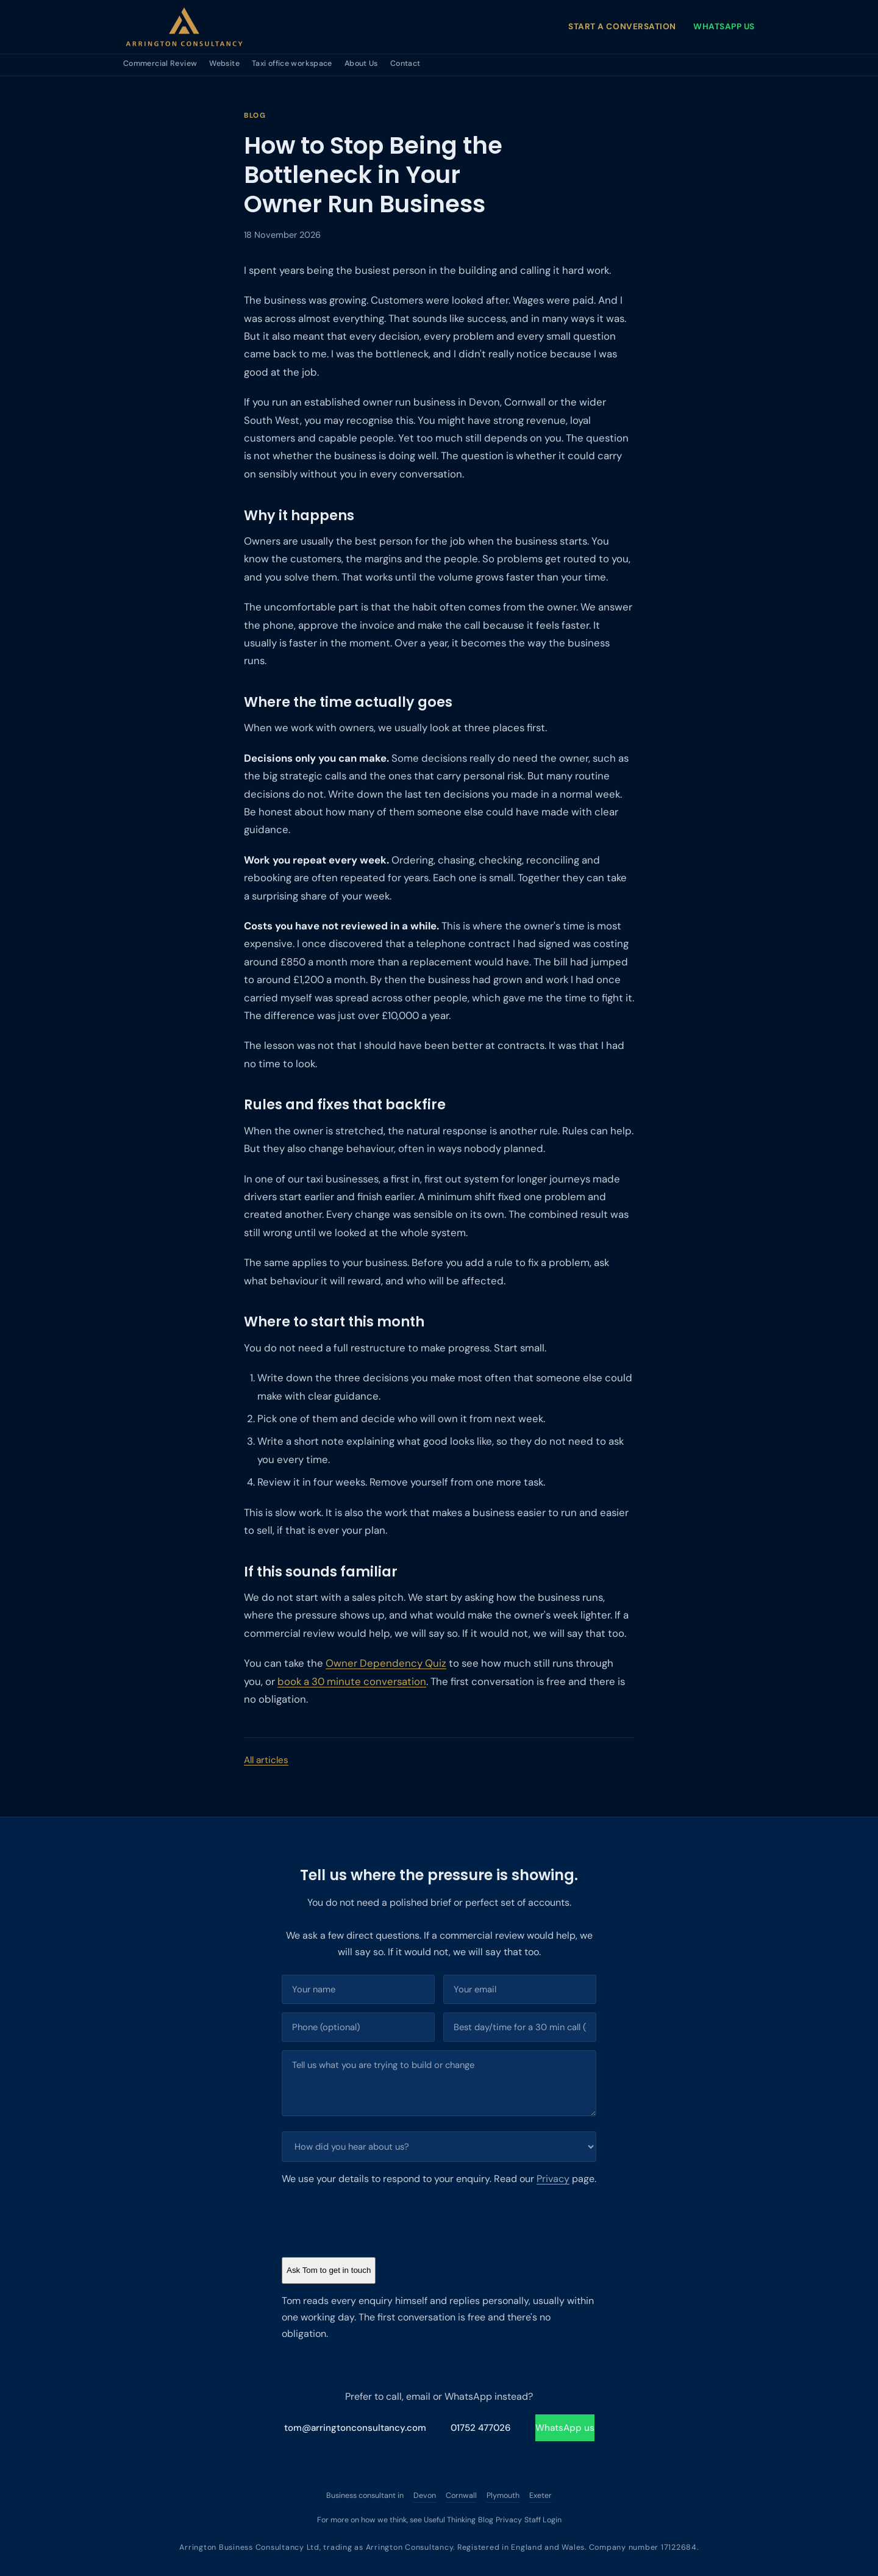 ARRINGTON CONSULTANCY
START A CONVERSATION
WHATSAPP US
Commercial Review
Website
Taxi office workspace
About Us
Contact
BLOG
How to Stop Being the
Bottleneck in Your
Owner Run Business
18 November 2026
I spent years being the busiest person in the building and calling it hard work.
The business was growing. Customers were looked after. Wages were paid. And I
was across almost everything. That sounds like success, and in many ways it was.
But it also meant that every decision, every problem and every small question
came back to me. I was the bottleneck, and I didn't really notice because I was
good at the job.
If you run an established owner run business in Devon, Cornwall or the wider
South West, you may recognise this. You might have strong revenue, loyal
customers and capable people. Yet too much still depends on you. The question
is not whether the business is doing well. The question is whether it could carry
on sensibly without you in every conversation.
Why it happens
Owners are usually the best person for the job when the business starts. You
know the customers, the margins and the people. So problems get routed to you,
and you solve them. That works until the volume grows faster than your time.
The uncomfortable part is that the habit often comes from the owner. We answer
the phone, approve the invoice and make the call because it feels faster. It
usually is faster in the moment. Over a year, it becomes the way the business
runs.
Where the time actually goes
When we work with owners, we usually look at three places first.
Decisions only you can make. Some decisions really do need the owner, such as
the big strategic calls and the ones that carry personal risk. But many routine
decisions do not. Write down the last ten decisions you made in a normal week.
Be honest about how many of them someone else could have made with clear
guidance.
Work you repeat every week. Ordering, chasing, checking, reconciling and
rebooking are often repeated for years. Each one is small. Together they can take
a surprising share of your week.
Costs you have not reviewed in a while. This is where the owner's time is most
expensive. I once discovered that a telephone contract I had signed was costing
around £850 a month more than a replacement would have. The bill had jumped
to around £1,200 a month. By then the business had grown and work I had once
carried myself was spread across other people, which gave me the time to fight it.
The difference was just over £10,000 a year.
The lesson was not that I should have been better at contracts. It was that I had
no time to look.
Rules and fixes that backfire
When the owner is stretched, the natural response is another rule. Rules can help.
But they also change behaviour, often in ways nobody planned.
In one of our taxi businesses, a first in, first out system for longer journeys made
drivers start earlier and finish earlier. A minimum shift fixed one problem and
created another. Every change was sensible on its own. The combined result was
still wrong until we looked at the whole system.
The same applies to your business. Before you add a rule to fix a problem, ask
what behaviour it will reward, and who will be affected.
Where to start this month
You do not need a full restructure to make progress. Start small.
1. Write down the three decisions you make most often that someone else could
make with clear guidance.
2. Pick one of them and decide who will own it from next week.
3. Write a short note explaining what good looks like, so they do not need to ask
you every time.
4. Review it in four weeks. Remove yourself from one more task.
This is slow work. It is also the work that makes a business easier to run and easier
to sell, if that is ever your plan.
If this sounds familiar
We do not start with a sales pitch. We start by asking how the business runs,
where the pressure shows up, and what would make the owner's week lighter. If a
commercial review would help, we will say so. If it would not, we will say that too.
You can take the Owner Dependency Quiz to see how much still runs through
you, or book a 30 minute conversation. The first conversation is free and there is
no obligation.
All articles
Tell us where the pressure is showing.
You do not need a polished brief or perfect set of accounts.
We ask a few direct questions. If a commercial review would help, we
will say so. If it would not, we will say that too.
Your name
Your email
Phone (optional)
Best day/time for a 30 min call (
Tell us what you are trying to build or change
How did you hear about us?
We use your details to respond to your enquiry. Read our Privacy page.
Ask Tom to get in touch
Tom reads every enquiry himself and replies personally, usually within
one working day. The first conversation is free and there's no
obligation.
Prefer to call, email or WhatsApp instead?
tom@arringtonconsultancy.com
01752 477026
WhatsApp us
Business consultant in Devon Cornwall Plymouth Exeter
For more on how we think, see Useful Thinking Blog Privacy Staff Login
Arrington Business Consultancy Ltd, trading as Arrington Consultancy. Registered in England and Wales. Company number 17122684.